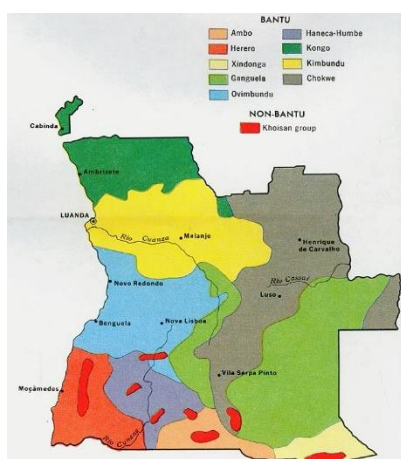 BANTU
Ambo
Herero
Xindonga
Ganguela
Ovimbundu
Haneca-Humbe
Kongo
Kimbundu
Chokwe
NON-BANTU
Khoisan group
Cabinda
Ambrizete
LUANDA
Rio Cuanza
Malanje
Henrique
de Carvalho
Novo Redondo
Rio Cassai
Luso
Benguela
Nova Lisboa
Vila Serpa Pinto
Moçâmedes
Rio Cunene